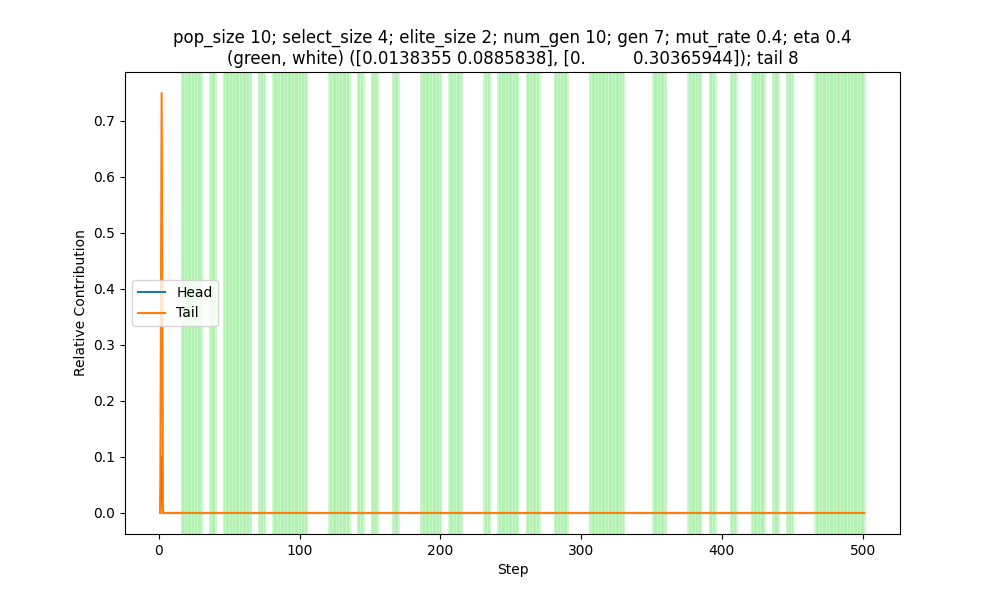 pop_size 10; select_size 4; elite_size 2; num_gen 10; gen 7; mut_rate 0.4; eta 0.4
(green, white) ([0.0138355 0.0885838], [0.         0.30365944]); tail 8
Relative Contribution
0.7
0.6
0.5
0.4
0.3
0.2
0.1
0.0
Head
Tail
0
100
200
300
400
500
Step